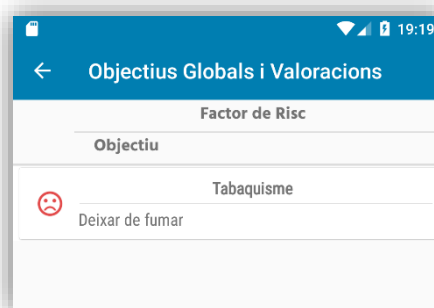 19:19
Objectius Globals i Valoracions
Factor de Risc
Objectiu
Tabaquisme
Deixar de fumar